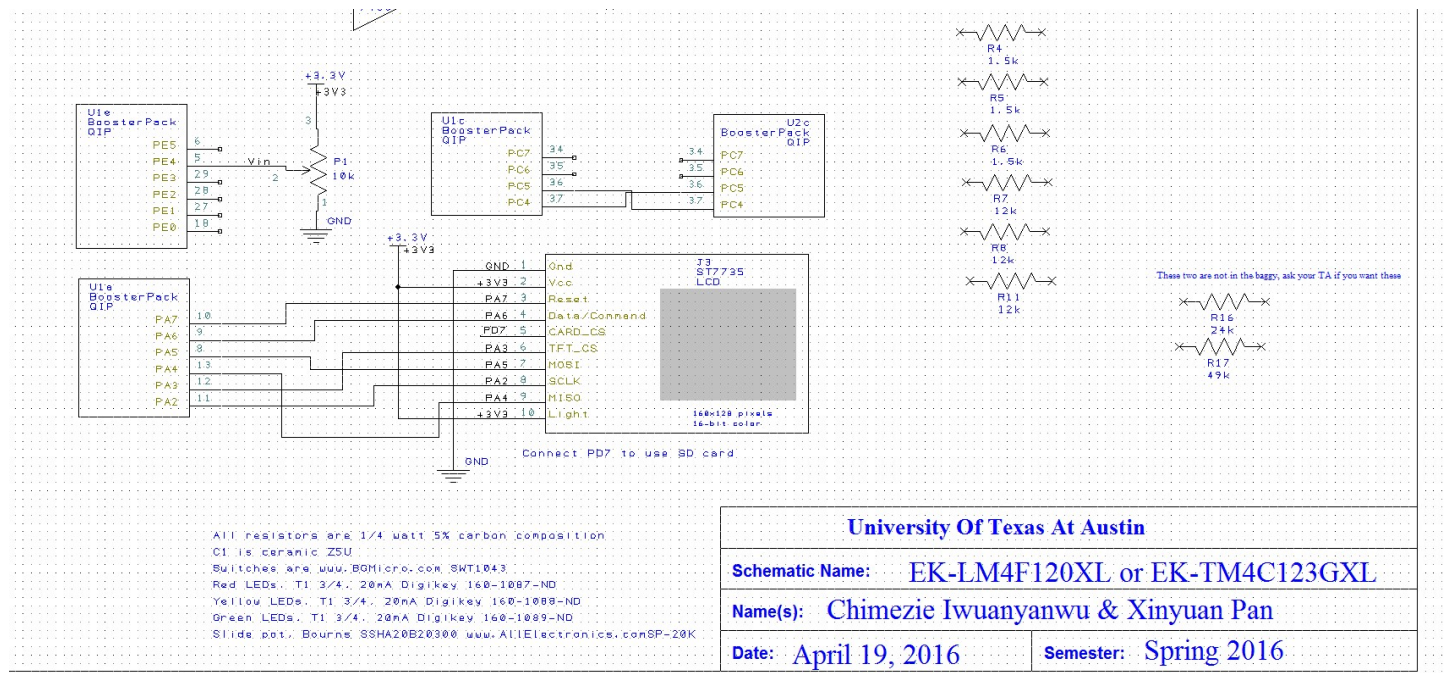 +3.3V
+3V3
U1e
BoosterPack
QIP
PE5 6
PE4 5
PE3 29
PE2 28
PE1 27
PE0 18
Vin
3
2
1
P1
10k
GND
U1c
BoosterPack
QIP
PC7 34
PC6 35
PC5 36
PC4 37
U2c
BoosterPack
QIP
34 PC7
35 PC6
36 PC5
37 PC4
R4
1.5k
R5
1.5k
R6
1.5k
R7
12k
R8
12k
R11
12k
These two are not in the baggy, ask your TA if you want these
R16
24k
R17
49k
+3.3V
+3V3
U1a
BoosterPack
QIP
PA7 10
PA6 9
PA5 8
PA4 13
PA3 12
PA2 11
J3
ST7735
LCD
GND 1 Gnd
+3V3 2 Vcc
PA7 3 Reset
PA6 4 Data/Command
PD7 5 CARD_CS
PA3 6 TFT_CS
PA5 7 MOSI
PA2 8 SCLK
PA4 9 MISO
+3V3 10 Light
160x128 pixels
16-bit color
GND
Connect PD7 to use SD card
All resistors are 1/4 watt 5% carbon composition
C1 is ceramic Z5U
Switches are www.BGMicro.com SWT1043
Red LEDs. T1 3/4. 20mA Digikey 160-1087-ND
Yellow LEDs. T1 3/4. 20mA Digikey 160-1088-ND
Green LEDs. T1 3/4. 20mA Digikey 160-1089-ND
Slide pot. Bourns SSHA20B20300 www.AllElectronics.comSP-20K
University Of Texas At Austin
Schematic Name: EK-LM4F120XL or EK-TM4C123GXL
Name(s): Chimezie Iwuanyanwu & Xinyuan Pan
Date: April 19, 2016 Semester: Spring 2016